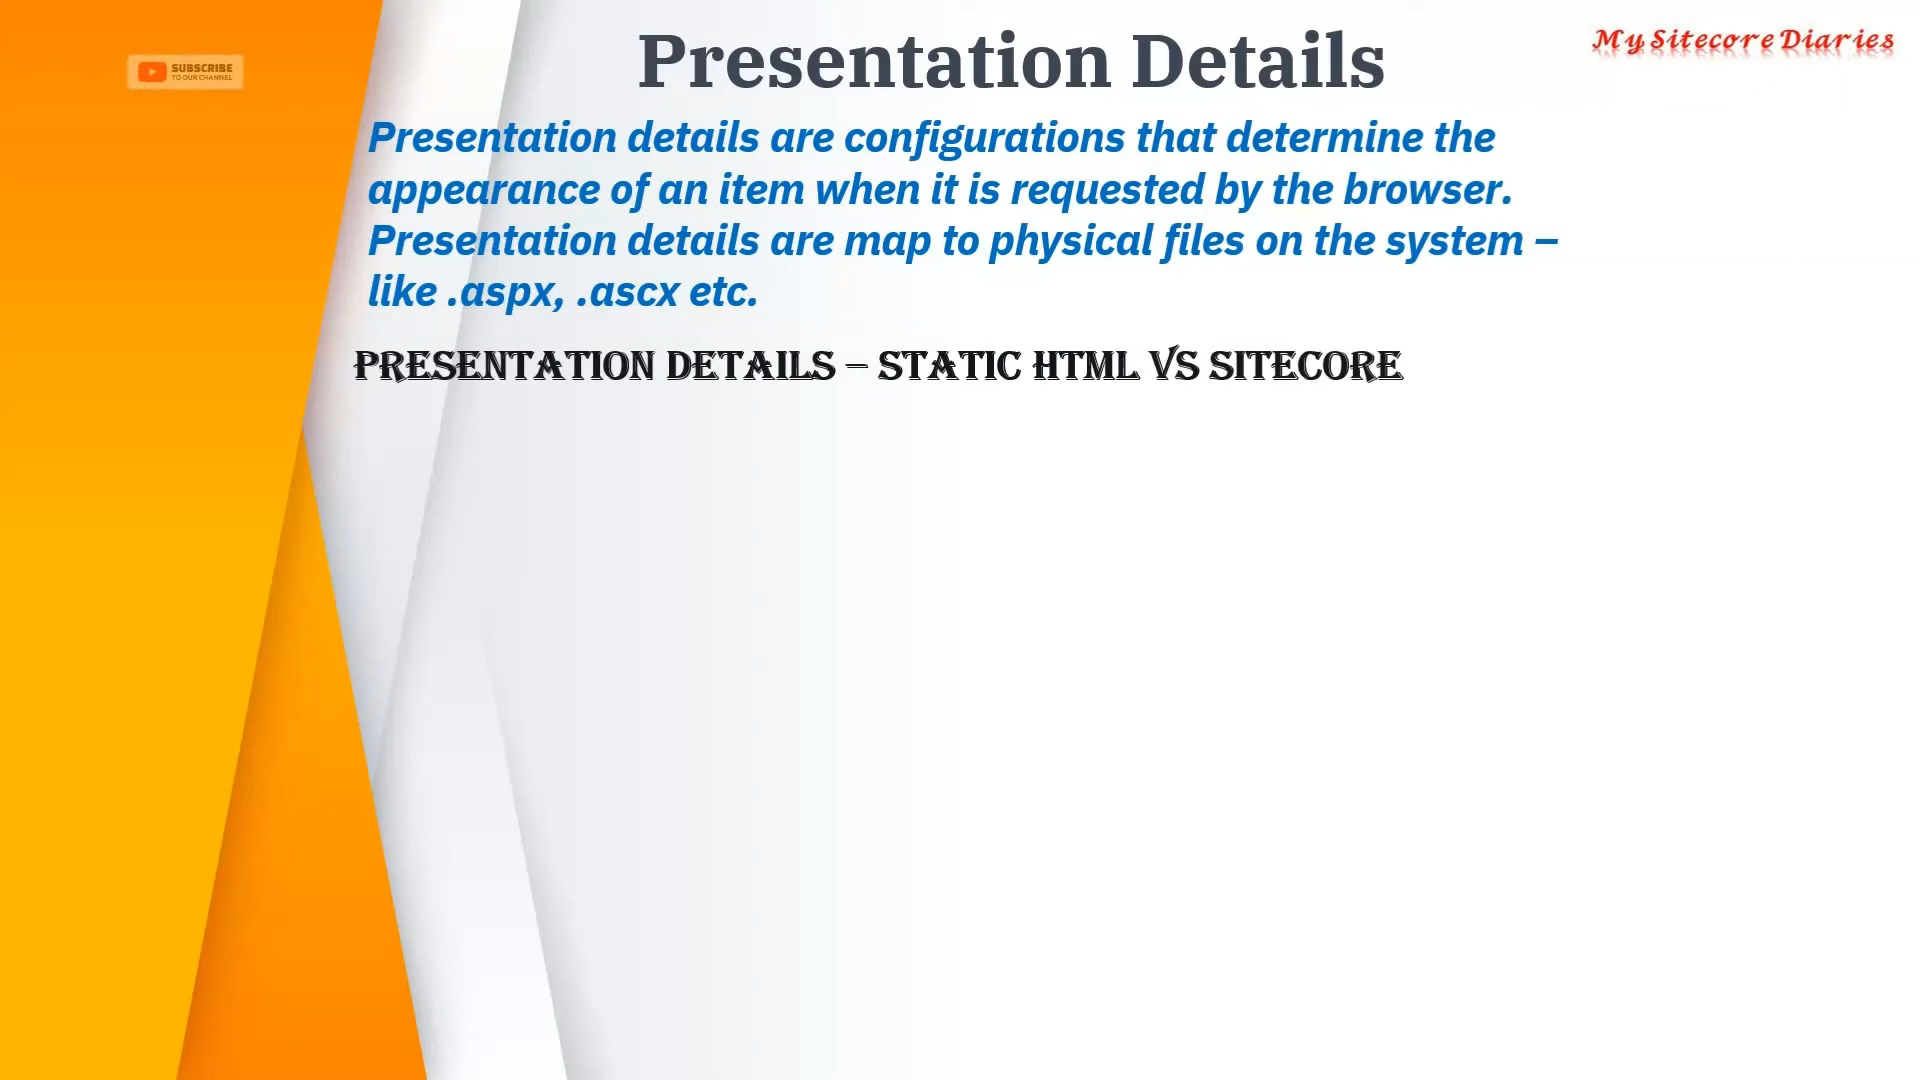 Presentation Details
My Sitecore Diaries
SUBSCRIBE
TO OUR CHANNEL
Presentation details are configurations that determine the
appearance of an item when it is requested by the browser.
Presentation details are map to physical files on the system –
like .aspx, .ascx etc.
PRESENTATION DETAILS – STATIC HTML VS SITECORE